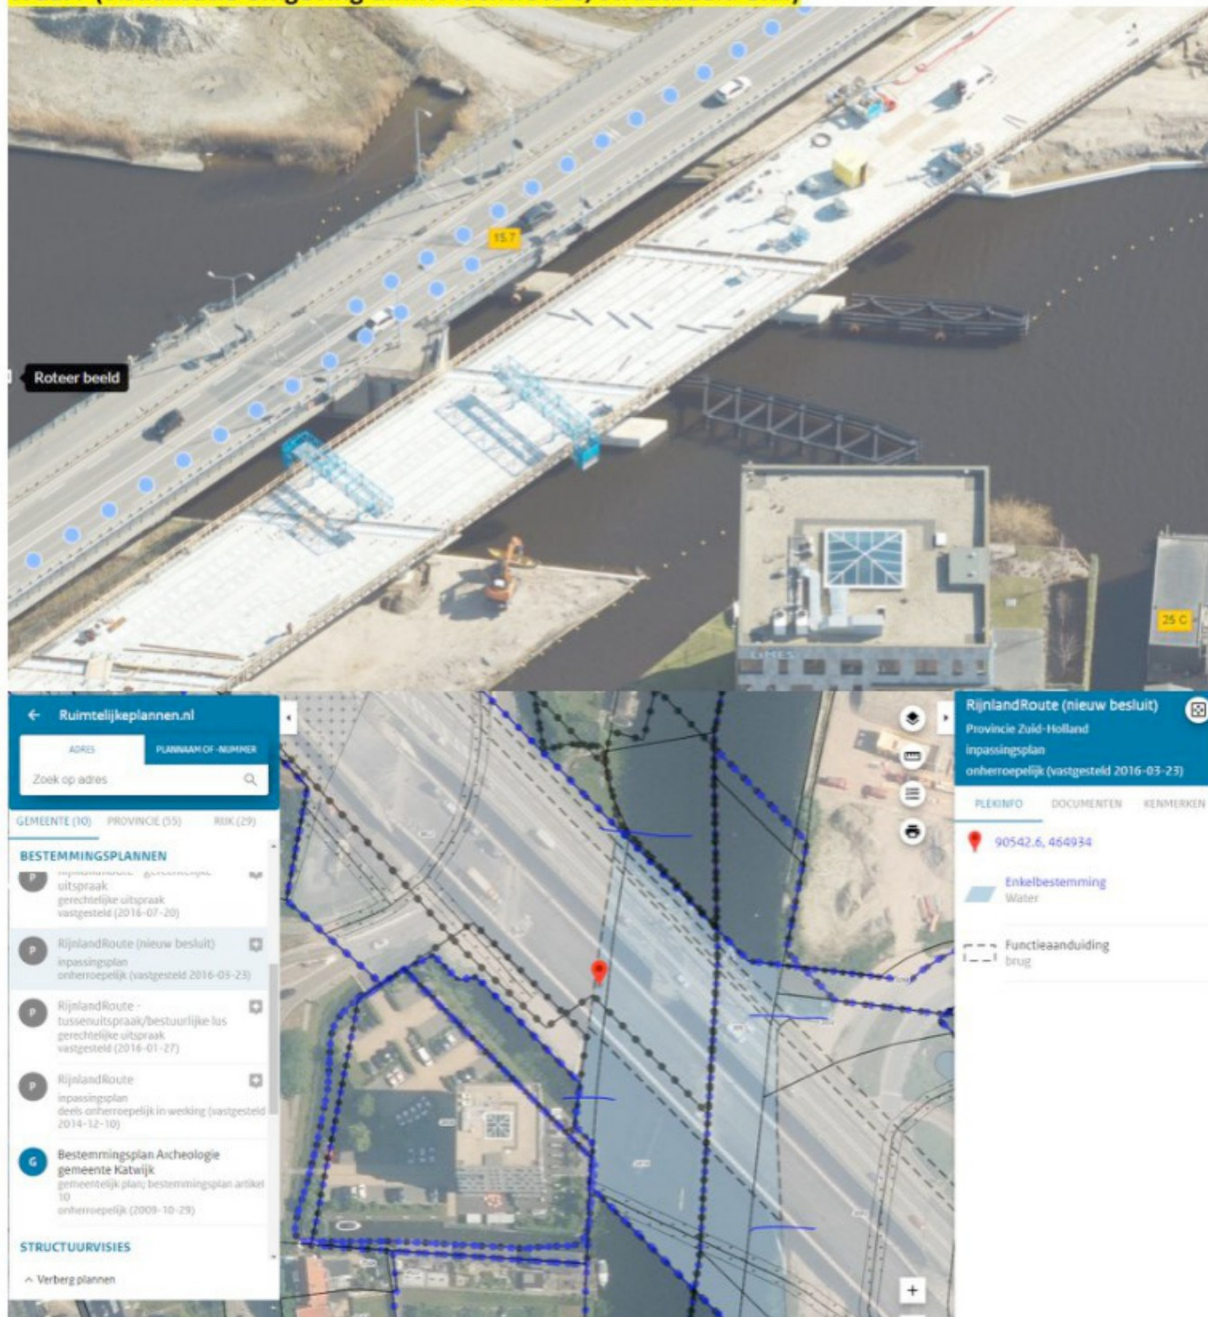 15.7
Roteer beeld
25 C
Ruimtelijkeplannen.nl
ADRES
PLANNAAM OF -NUMMER
Zoek op adres
GEMEENTE (10)
PROVINCIE (55)
RIJK (29)
BESTEMMINGSPLANNEN
P
uitspraak
gerechtelijke uitspraak
vastgesteld (2016-07-20)
P
RijnlandRoute (nieuw besluit)
inpassingsplan
onherroepelijk (vastgesteld 2016-03-23)
P
RijnlandRoute -
tussenuitspraak/bestuurlijke lus
gerechtelijke uitspraak
vastgesteld (2016-01-27)
P
RijnlandRoute
inpassingsplan
deels onherroepelijk in werking (vastgesteld
2014-12-10)
G
Bestemmingsplan Archeologie
gemeente Katwijk
gemeentelijk plan; bestemmingsplan artikel
10
onherroepelijk (2009-10-29)
STRUCTUURVISIES
Verberg plannen
RijnlandRoute (nieuw besluit)
Provincie Zuid-Holland
inpassingsplan
onherroepelijk (vastgesteld 2016-03-23)
PLEKINFO
DOCUMENTEN
KENMERKEN
90542.6, 464934
Enkelbestemming
Water
Functieaanduiding
brug
+